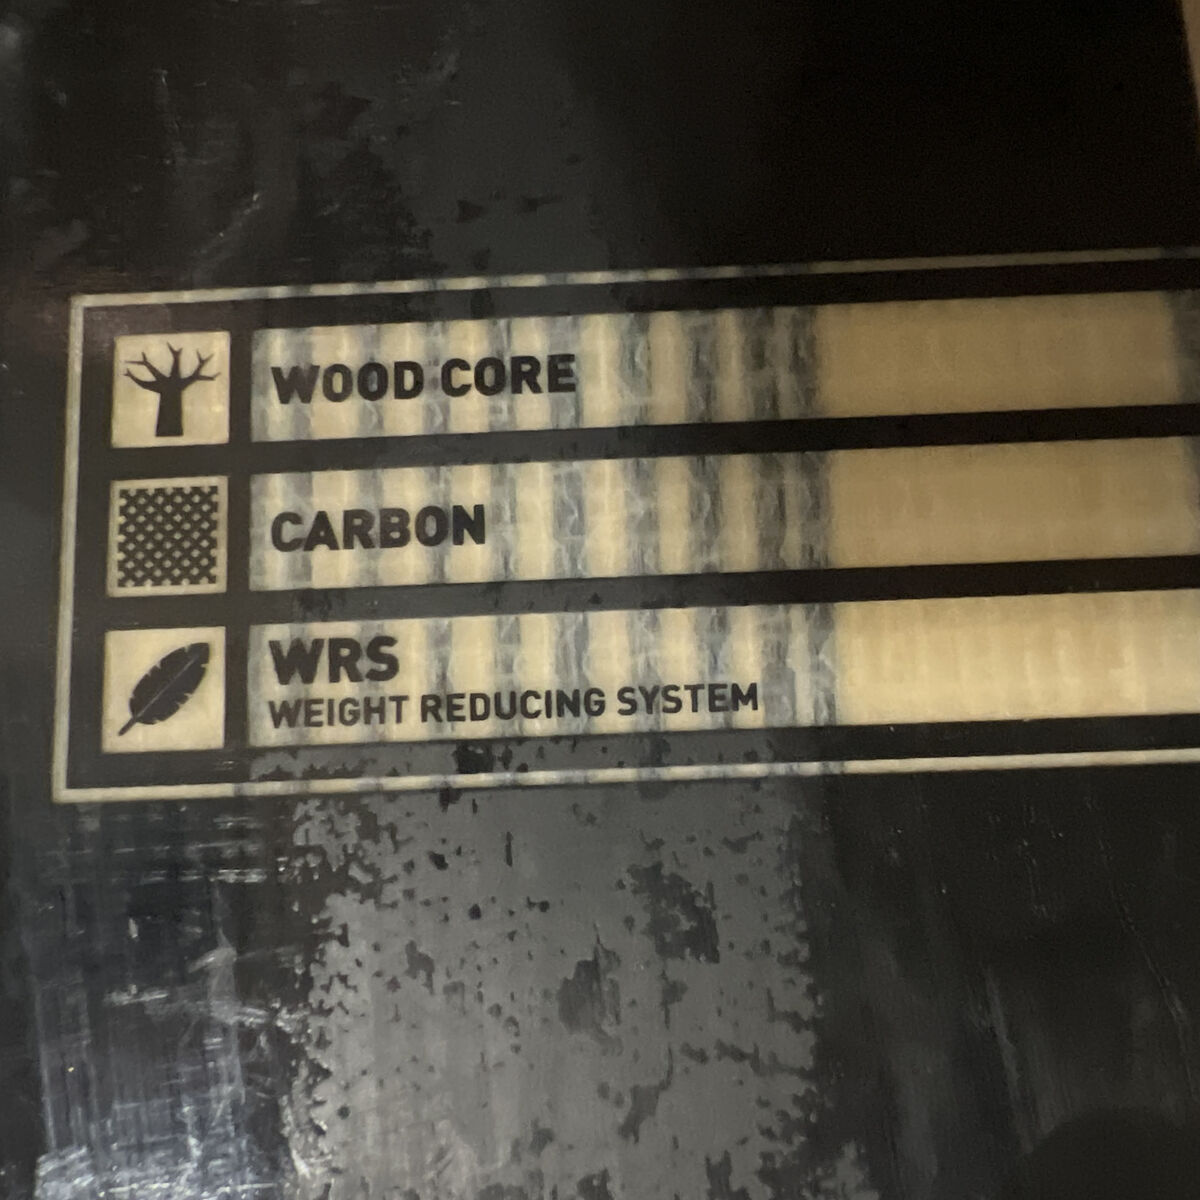 WOOD CORE
CARBON
WRS
WEIGHT REDUCING SYSTEM